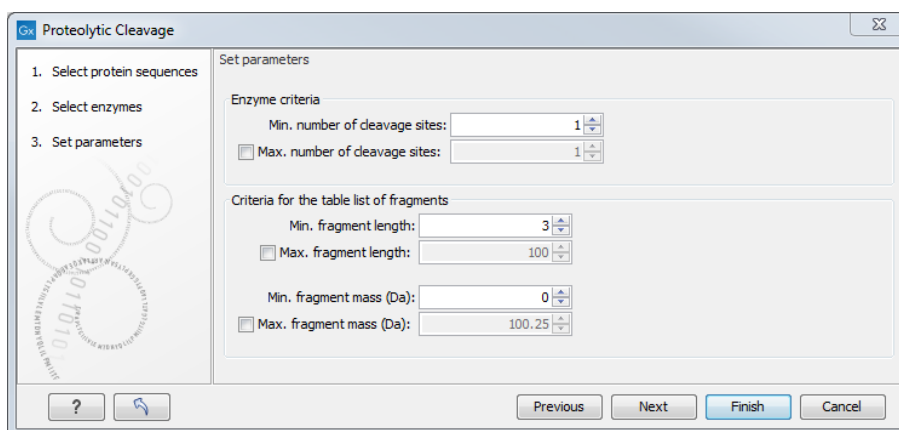 Gx Proteolytic Cleavage
1. Select protein sequences
2. Select enzymes
3. Set parameters
Set parameters
Enzyme criteria
Min. number of cleavage sites: 1
Max. number of cleavage sites: 1
Criteria for the table list of fragments
Min. fragment length: 3
Max. fragment length: 100
Min. fragment mass (Da): 0
Max. fragment mass (Da): 100.25
? Previous Next Finish Cancel